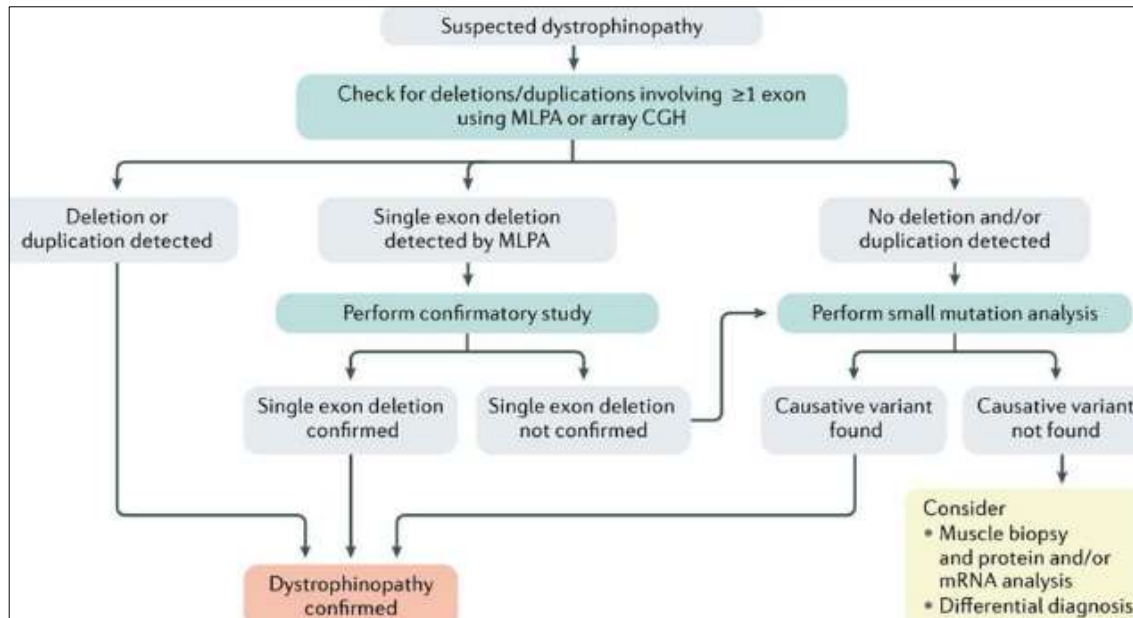 Suspected dystrophinopathy
Check for deletions/duplications involving ≥1 exon
using MLPA or array CGH
Deletion or
duplication detected
Single exon deletion
detected by MLPA
No deletion and/or
duplication detected
Perform confirmatory study
Perform small mutation analysis
Single exon deletion
confirmed
Single exon deletion
not confirmed
Causative variant
found
Causative variant
not found
Dystrophinopathy
confirmed
Consider
• Muscle biopsy
and protein and/or
mRNA analysis
• Differential diagnosis